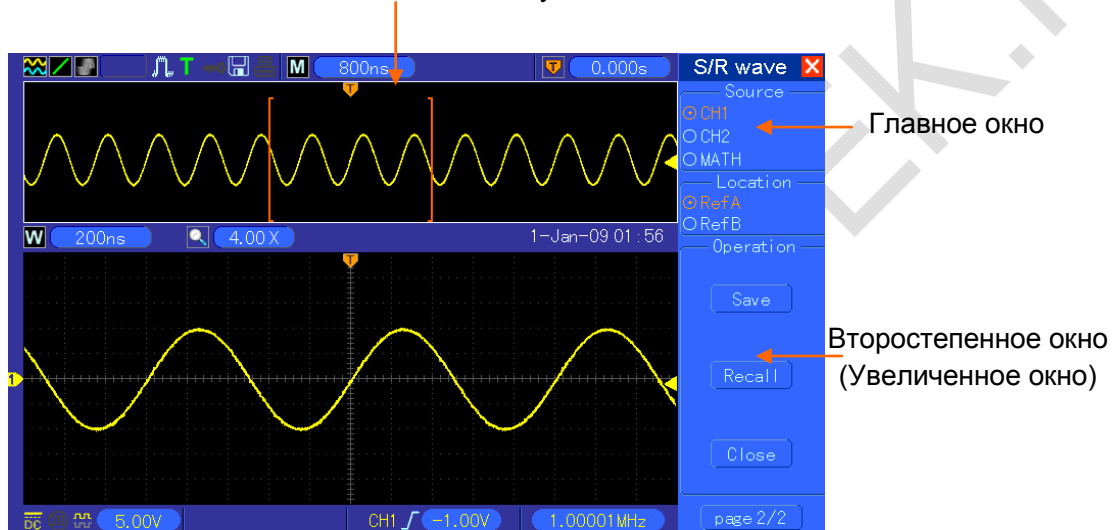 M 800ns 0.000s S/R wave
Source
CH1
CH2
MATH
Главное окно
Location
RefA
RefB
W 200ns 4.00X 1-Jan-09 01:56
Operation
Save
Второстепенное окно
(Увеличенное окно)
Recall
Close
DC 5.00V CH1 -1.00V 1.00001MHz page 2/2